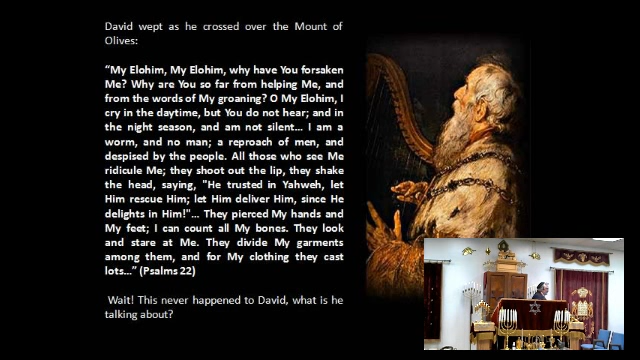 David wept as he crossed over the Mount of
Olives:
“My Elohim, My Elohim, why have You forsaken
Me? Why are You so far from helping Me, and
from the words of My groaning? O My Elohim, I
cry in the daytime, but You do not hear; and in
the night season, and am not silent... I am a
worm, and no man; a reproach of men, and
despised by the people. All those who see Me
ridicule Me; they shoot out the lip, they shake
the head, saying, "He trusted in Yahweh, let
Him rescue Him; let Him deliver Him, since He
delights in Him!"... They pierced My hands and
My feet; I can count all My bones. They look
and stare at Me. They divide My garments
among them, and for My clothing they cast
lots...” (Psalms 22)
Wait! This never happened to David, what is he
talking about?